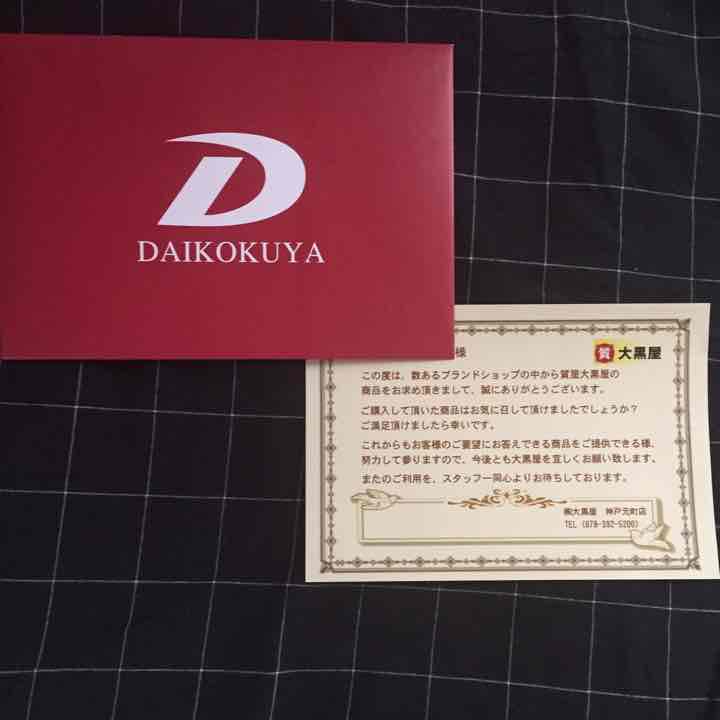 DAIKOKUYA
様
質 大黒屋
この度は、数あるブランドショップの中から質屋大黒屋の
商品をお求め頂きまして、誠にありがとうございます。
ご購入して頂いた商品はお気に召して頂けましたでしょうか？
ご満足頂けましたら幸いです。
これからもお客様のご要望にお答えできる商品をご提供できる様、
努力して参りますので、今後とも大黒屋を宜しくお願い致します。
またのご利用を、スタッフ一同心よりお待ちしております。
㈱大黒屋 神戸元町店
TEL (078-392-5200)